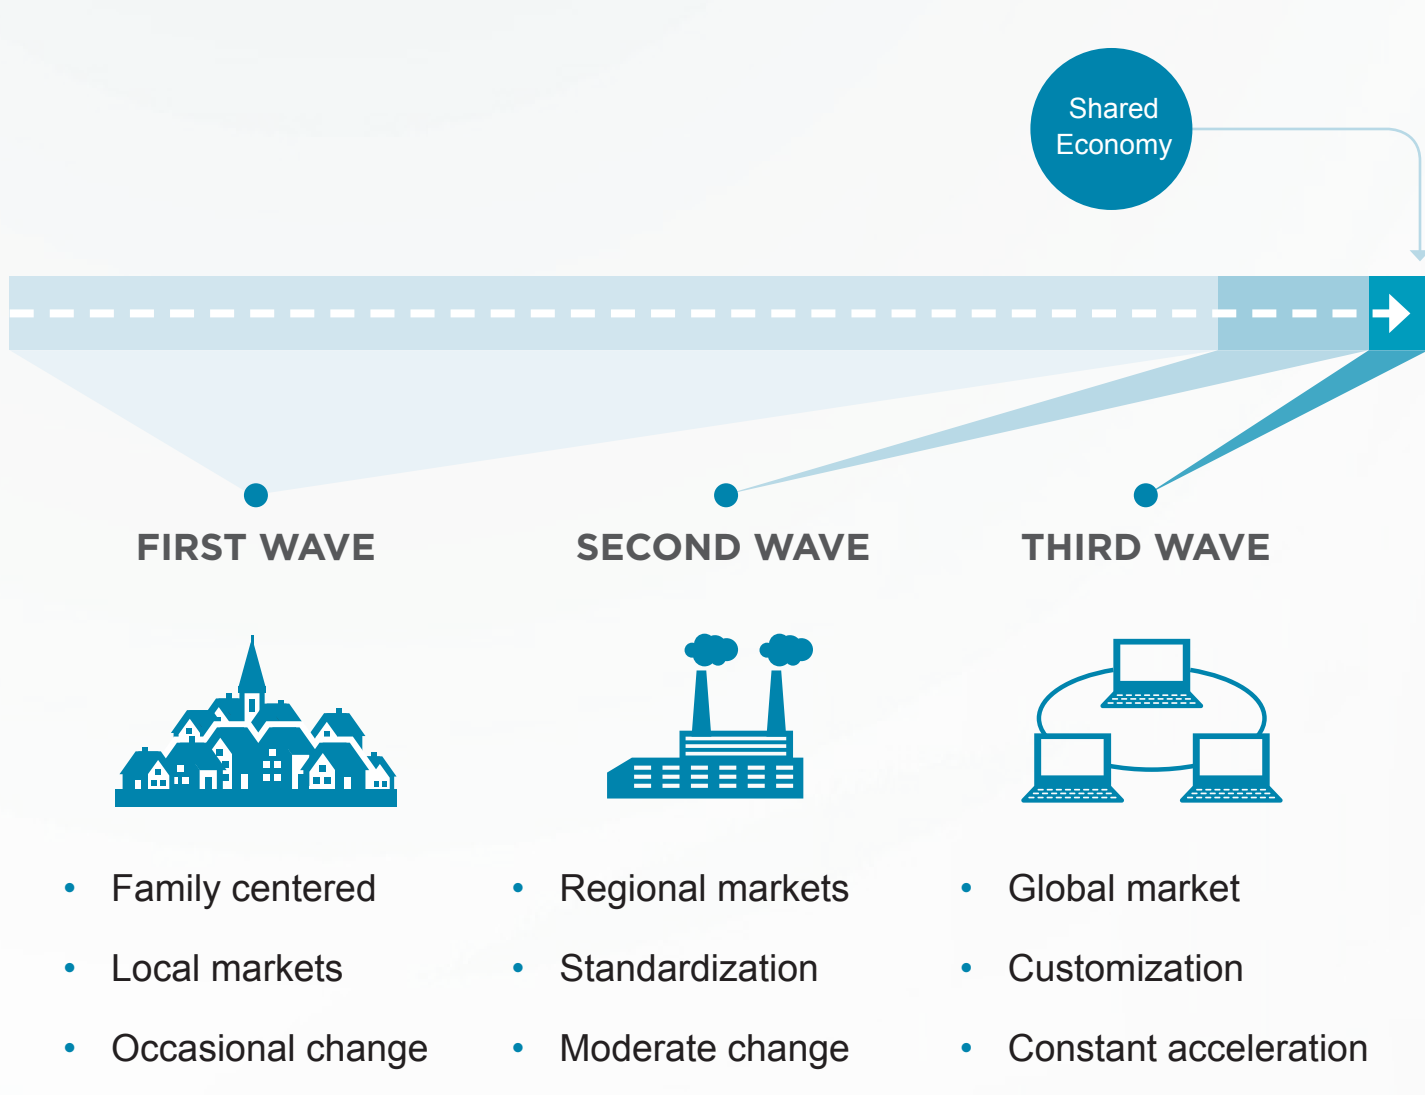 Shared
Economy
FIRST WAVE
SECOND WAVE
THIRD WAVE
• Family centered
• Local markets
• Occasional change
• Regional markets
• Standardization
• Moderate change
• Global market
• Customization
• Constant acceleration